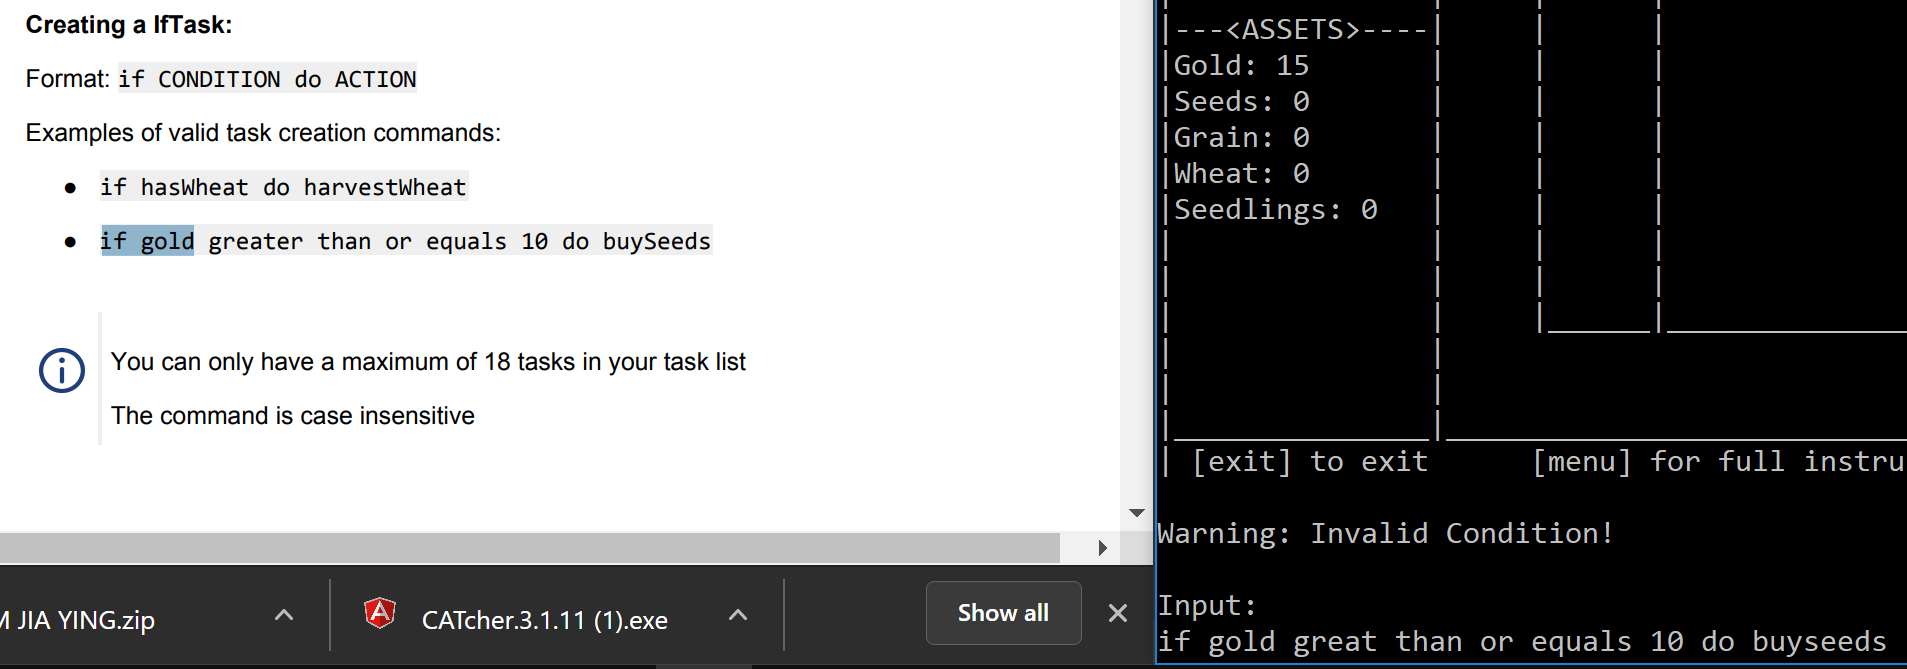 Creating a IfTask:
Format: if CONDITION do ACTION
Examples of valid task creation commands:
● if hasWheat do harvestWheat
● if gold greater than or equals 10 do buySeeds
You can only have a maximum of 18 tasks in your task list
The command is case insensitive
M JIA YING.zip
CATcher.3.1.11 (1).exe
Show all
|---<ASSETS>----|
|Gold: 15
|Seeds: 0
|Grain: 0
|Wheat: 0
|Seedlings: 0
| [exit] to exit [menu] for full instru
Warning: Invalid Condition!
Input:
if gold great than or equals 10 do buyseeds